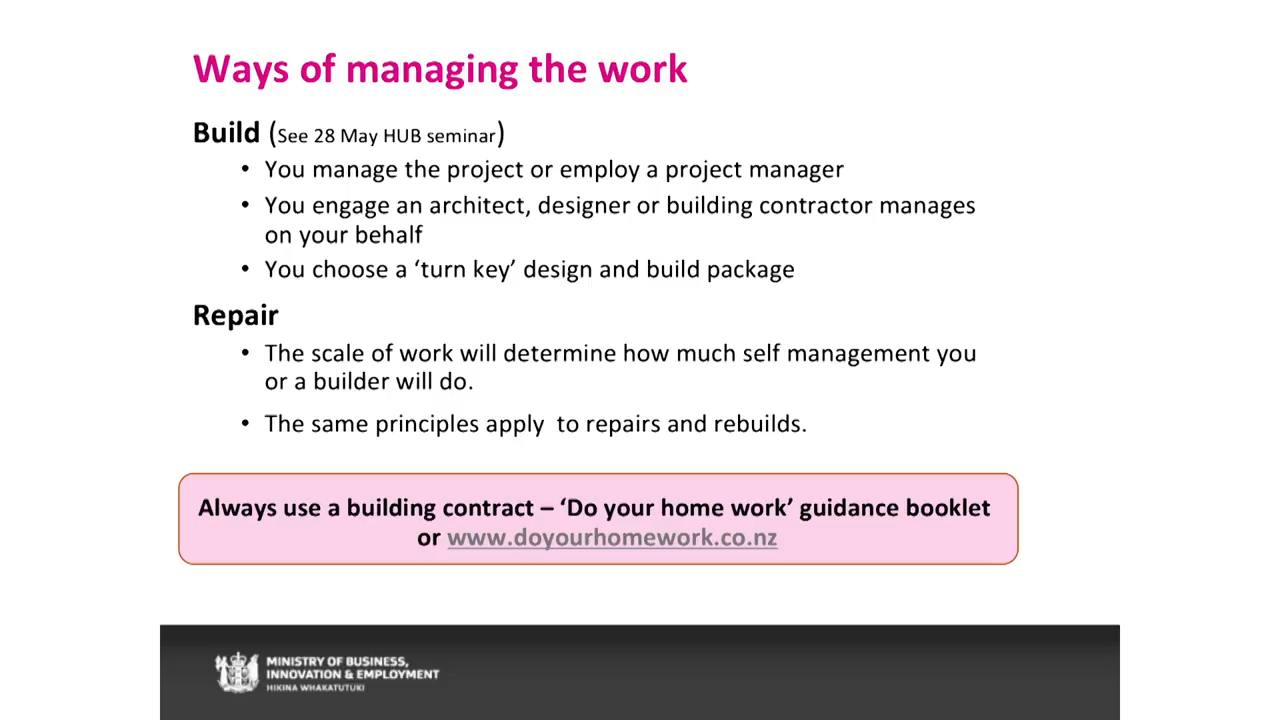 Ways of managing the work
Build (See 28 May HUB seminar)
• You manage the project or employ a project manager
• You engage an architect, designer or building contractor manages
on your behalf
• You choose a ‘turn key’ design and build package
Repair
• The scale of work will determine how much self management you
or a builder will do.
• The same principles apply  to repairs and rebuilds.
Always use a building contract – ‘Do your home work’ guidance booklet
or www.doyourhomework.co.nz
MINISTRY OF BUSINESS,
INNOVATION & EMPLOYMENT
HIKINA WHAKATUTUKI